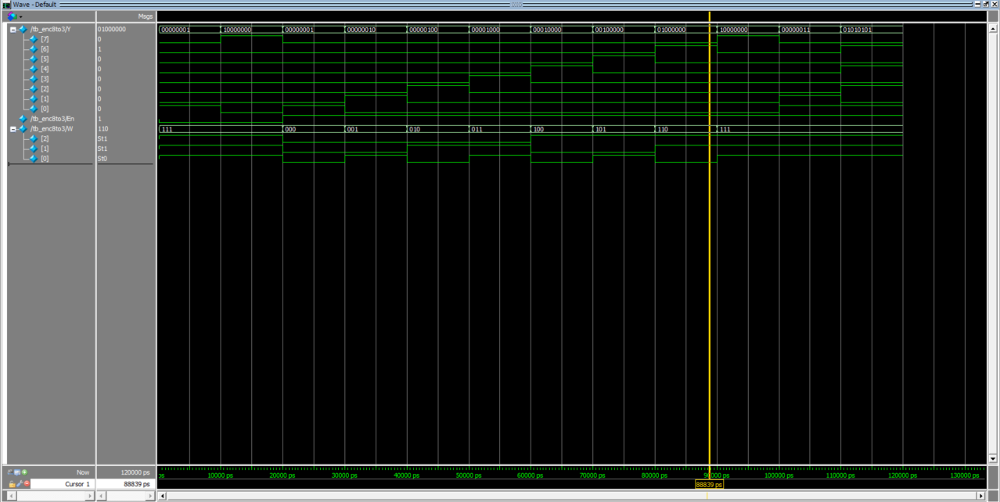 Wave - Default
Msgs
/tb_enc8to3/Y 01000000 00000001 10000000 00000001 00000010 00000100 00001000 00010000 00100000 01000000 10000000 00000011 01010101
[7] 0
[6] 1
[5] 0
[4] 0
[3] 0
[2] 0
[1] 0
[0] 0
/tb_enc8to3/En 1
/tb_enc8to3/W 110 111 000 001 010 011 100 101 110 111
[2] St1
[1] St1
[0] St0
Now 120000 ps ps 10000 ps 20000 ps 30000 ps 40000 ps 50000 ps 60000 ps 70000 ps 80000 ps 90000 ps 100000 ps 110000 ps 120000 ps 130000 ps
Cursor 1 88839 ps 88839 ps